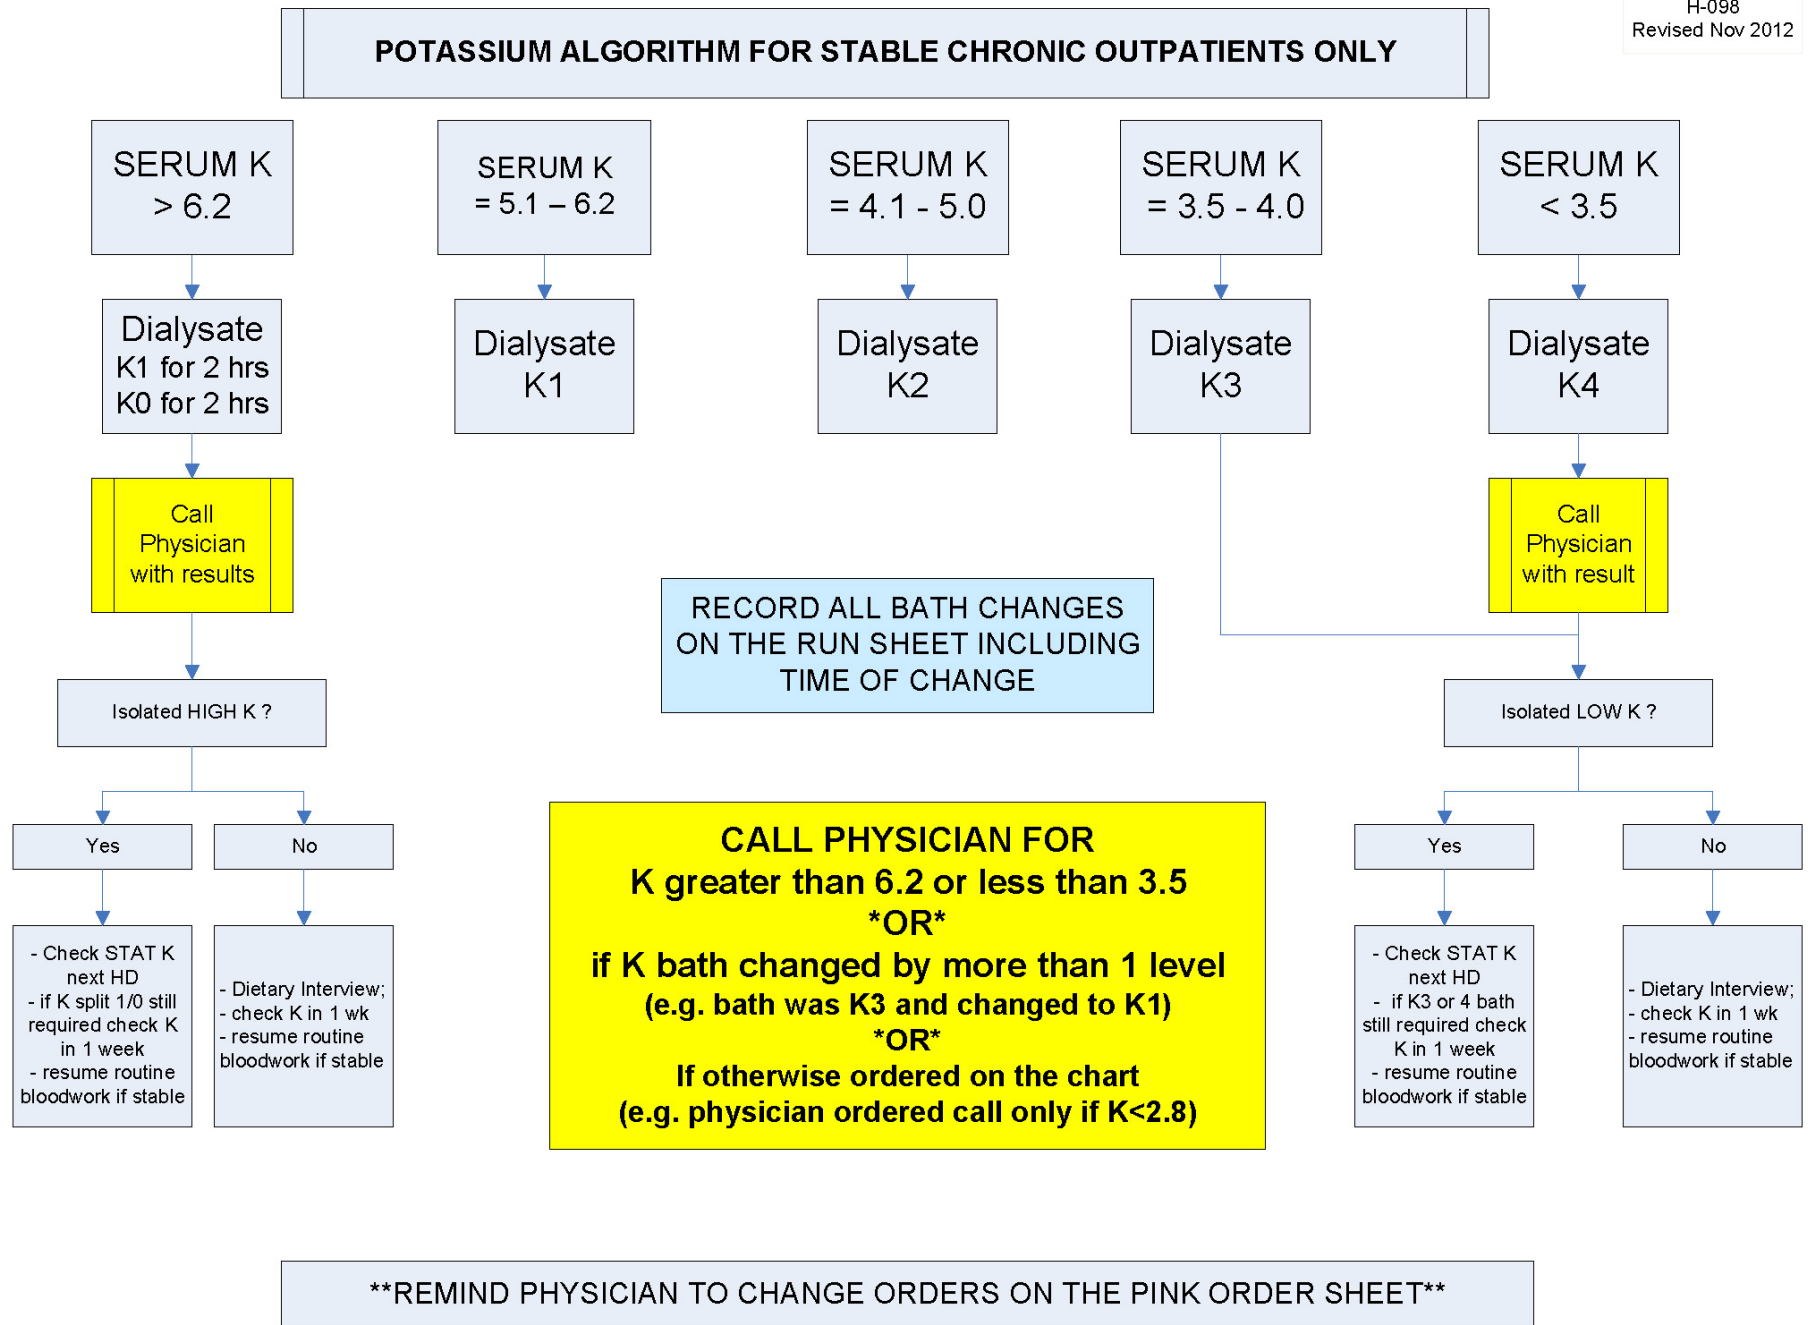 H-098
Revised Nov 2012
POTASSIUM ALGORITHM FOR STABLE CHRONIC OUTPATIENTS ONLY
SERUM K
> 6.2
SERUM K
= 5.1 – 6.2
SERUM K
= 4.1 - 5.0
SERUM K
= 3.5 - 4.0
SERUM K
< 3.5
Dialysate
K1 for 2 hrs
K0 for 2 hrs
Dialysate
K1
Dialysate
K2
Dialysate
K3
Dialysate
K4
Call
Physician
with results
Call
Physician
with result
RECORD ALL BATH CHANGES
ON THE RUN SHEET INCLUDING
TIME OF CHANGE
Isolated HIGH K ?
Isolated LOW K ?
Yes
No
Yes
No
CALL PHYSICIAN FOR
K greater than 6.2 or less than 3.5
*OR*
if K bath changed by more than 1 level
(e.g. bath was K3 and changed to K1)
*OR*
If otherwise ordered on the chart
(e.g. physician ordered call only if K<2.8)
- Check STAT K
next HD
- if K split 1/0 still
required check K
in 1 week
- resume routine
bloodwork if stable
- Dietary Interview;
- check K in 1 wk
- resume routine
bloodwork if stable
- Check STAT K
next HD
- if K3 or 4 bath
still required check
K in 1 week
- resume routine
bloodwork if stable
- Dietary Interview;
- check K in 1 wk
- resume routine
bloodwork if stable
**REMIND PHYSICIAN TO CHANGE ORDERS ON THE PINK ORDER SHEET**